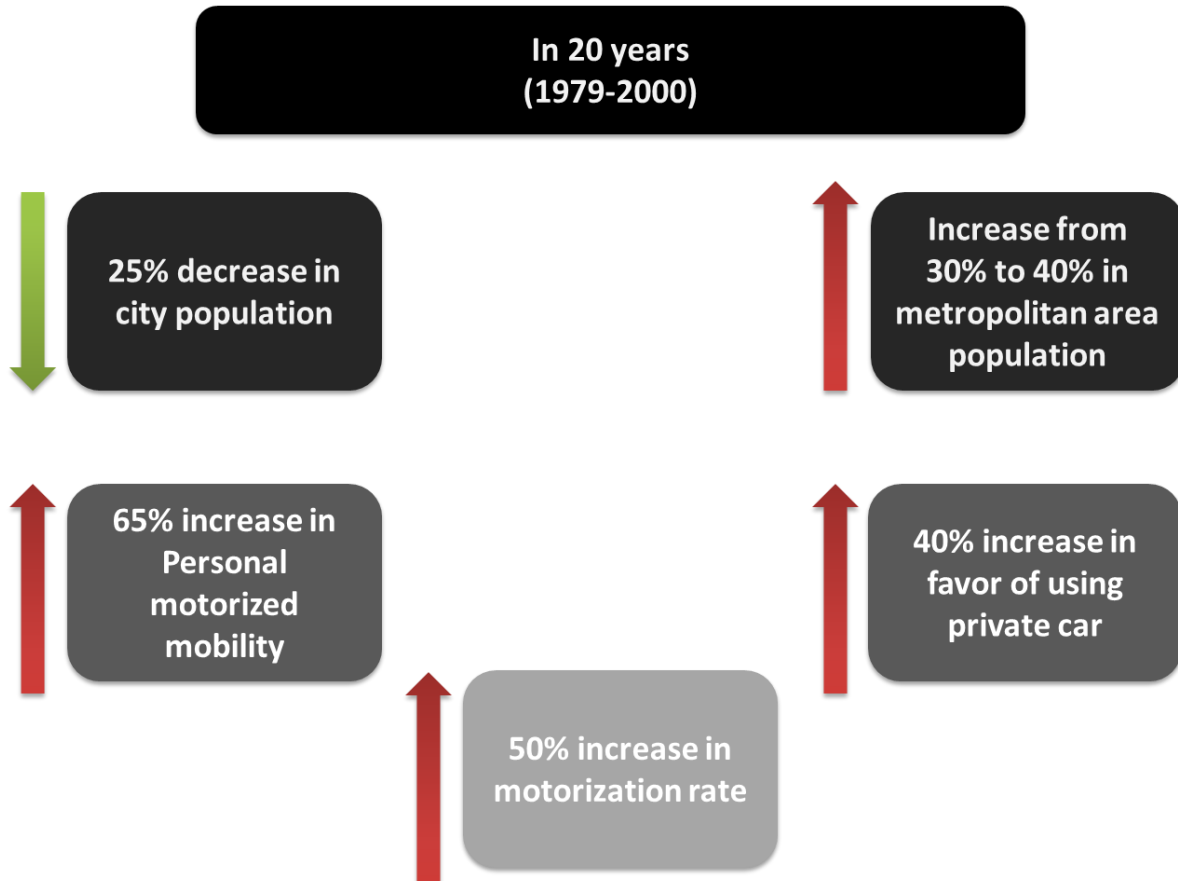 In 20 years
(1979-2000)
25% decrease in
city population
Increase from
30% to 40% in
metropolitan area
population
65% increase in
Personal
motorized
mobility
40% increase in
favor of using
private car
50% increase in
motorization rate